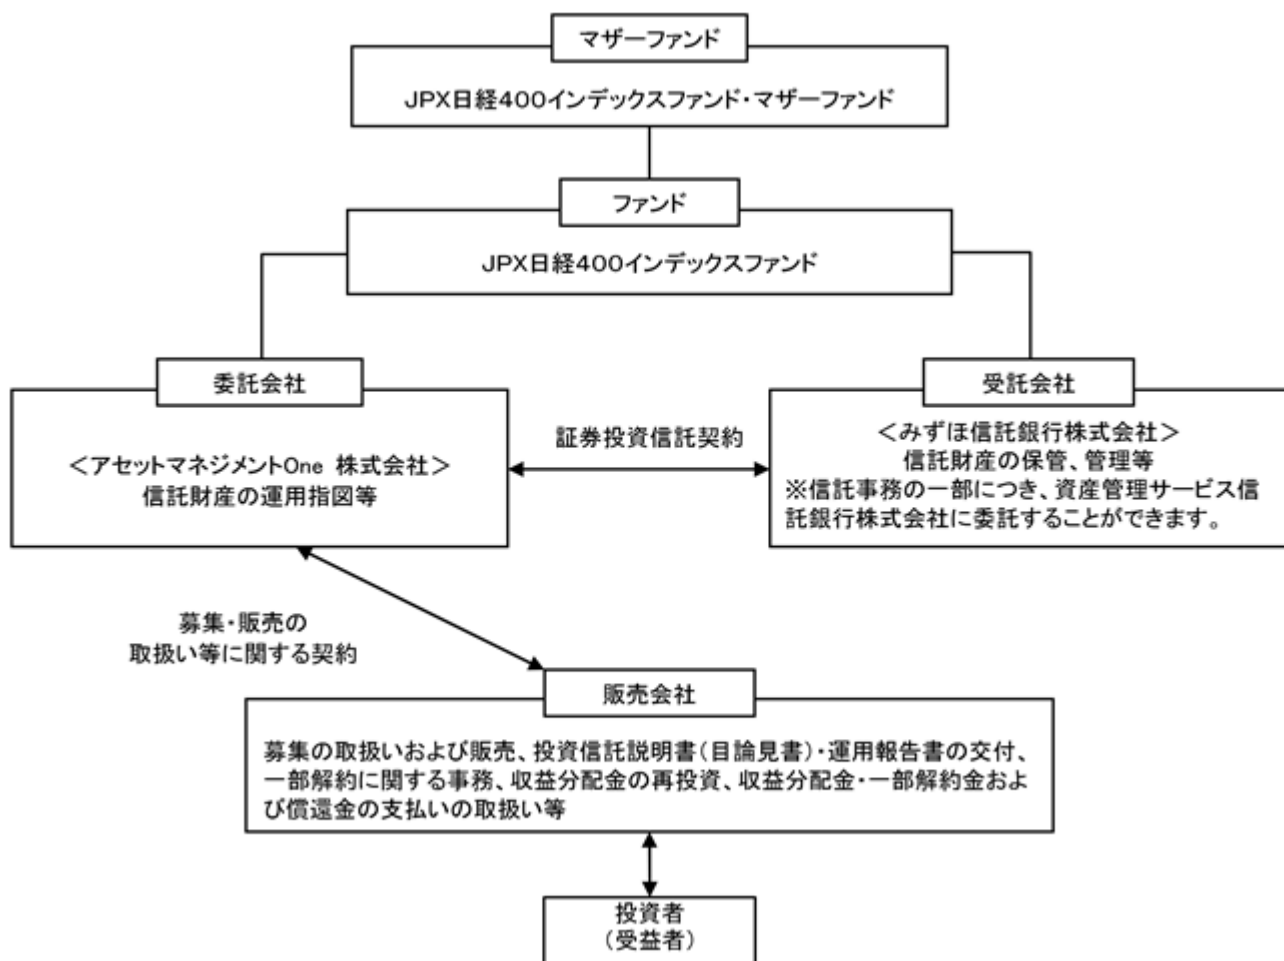 マザーファンド
JPX日経400インデックスファンド・マザーファンド
ファンド
JPX日経400インデックスファンド
委託会社
<アセットマネジメントOne 株式会社>
信託財産の運用指図等
証券投資信託契約
受託会社
<みずほ信託銀行株式会社>
信託財産の保管、管理等
※信託事務の一部につき、資産管理サービス信
託銀行株式会社に委託することができます。
募集・販売の
取扱い等に関する契約
販売会社
募集の取扱いおよび販売、投資信託説明書(目論見書)・運用報告書の交付、
一部解約に関する事務、収益分配金の再投資、収益分配金・一部解約金およ
び償還金の支払いの取扱い等
投資者
(受益者)